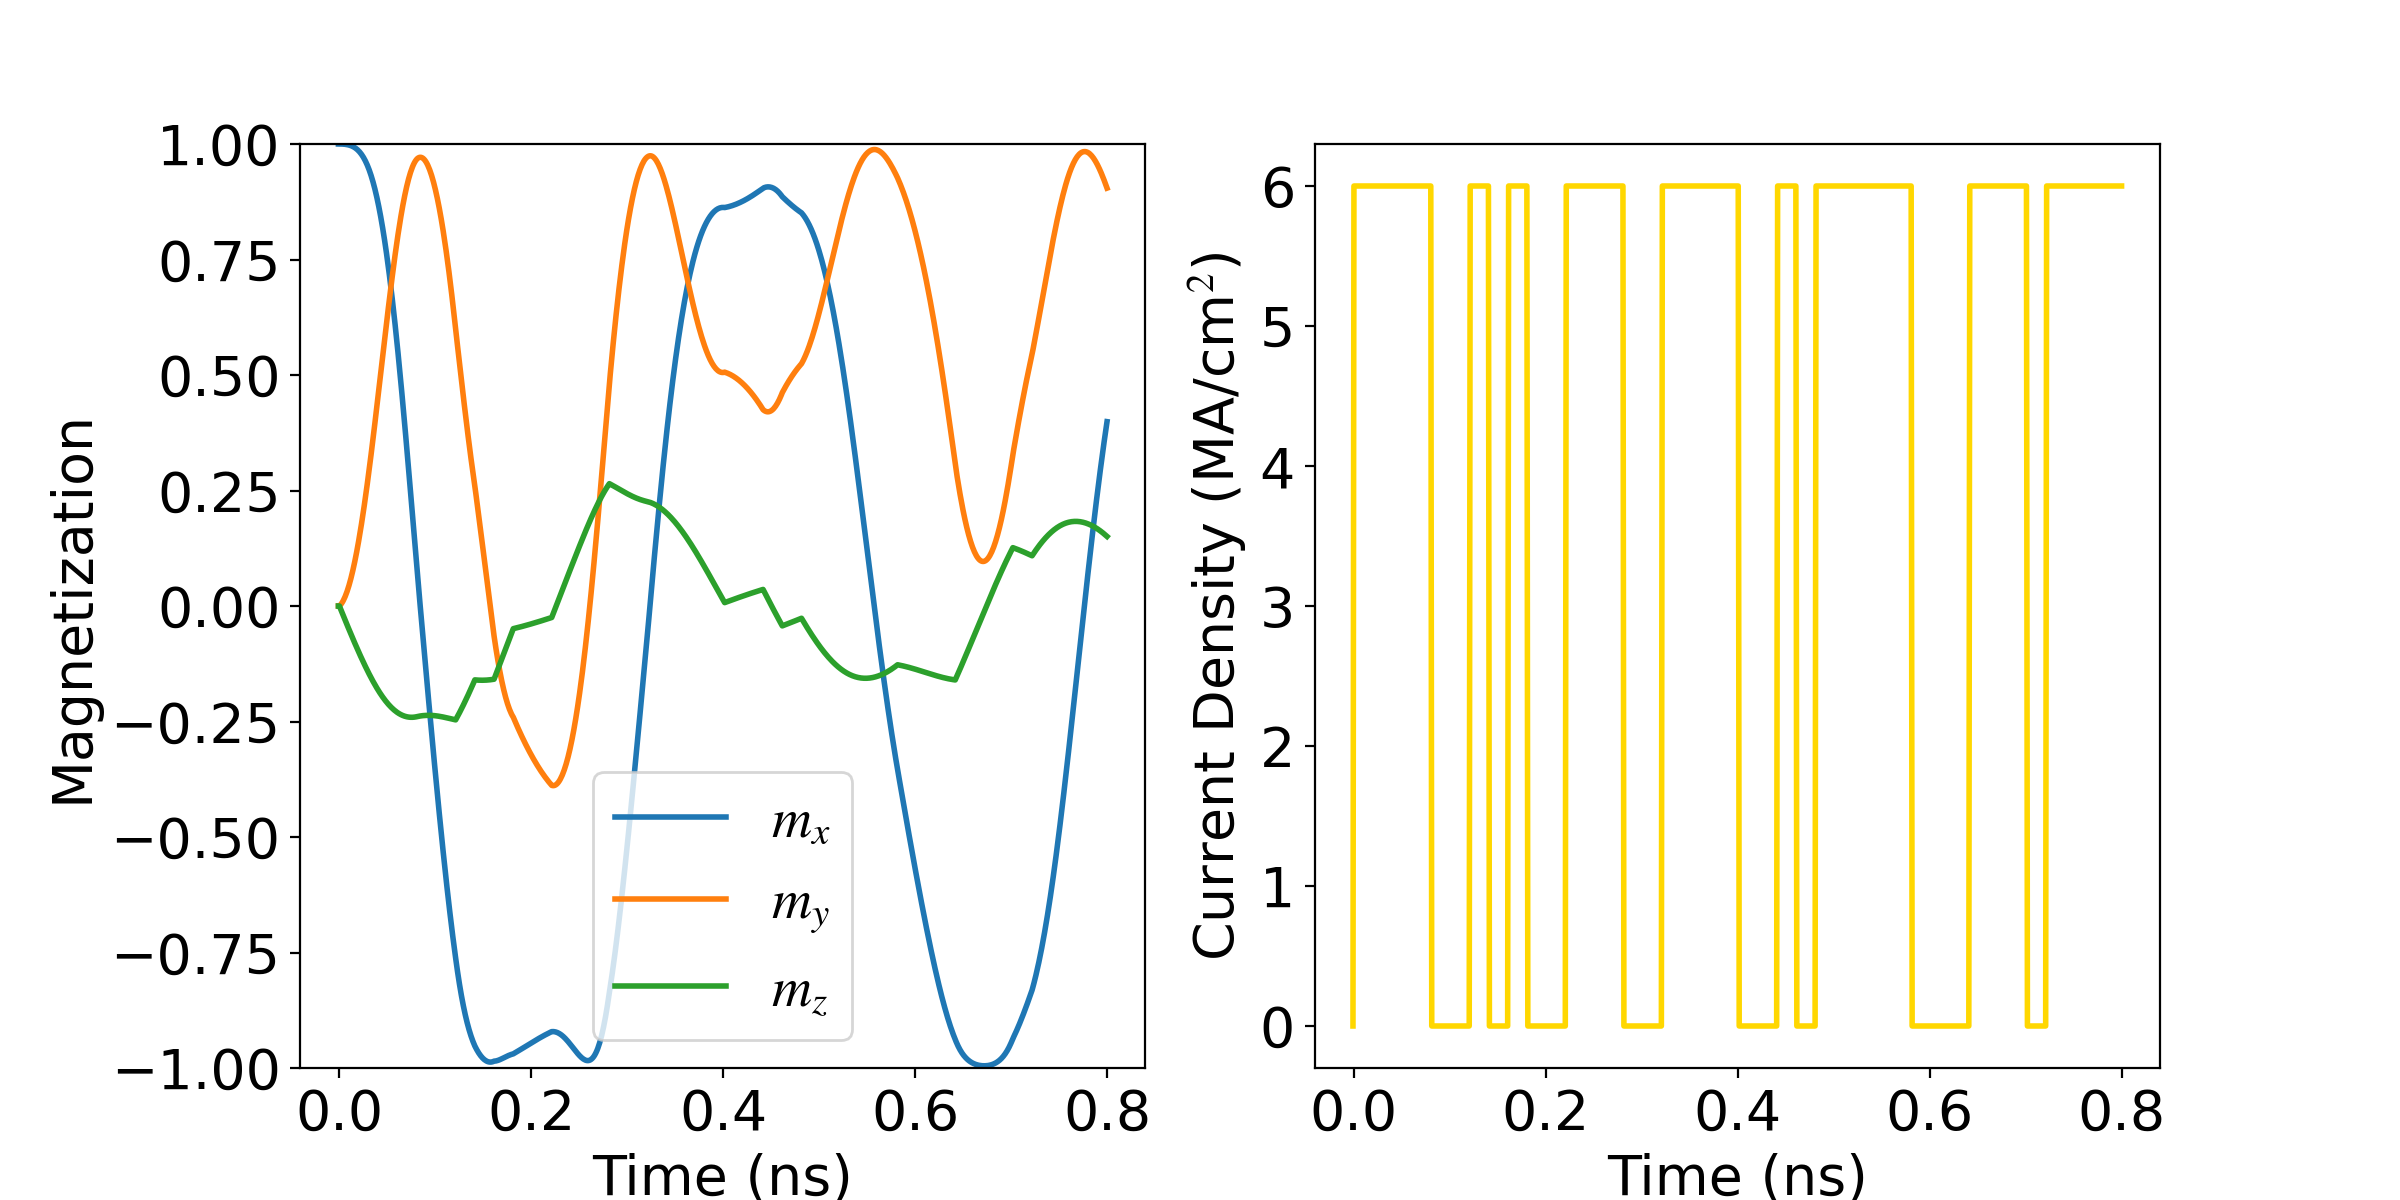 Magnetization
1.00
0.75
0.50
0.25
0.00
−0.25
−0.50
−0.75
−1.00
0.0 0.2 0.4 0.6 0.8
Time (ns)
mₓ
m_y
m_z
Current Density (MA/cm²)
6
5
4
3
2
1
0
0.0 0.2 0.4 0.6 0.8
Time (ns)